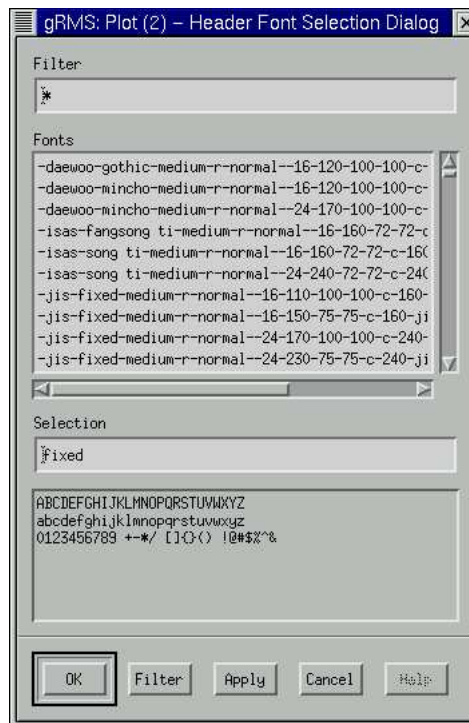 gRMS: Plot (2) – Header Font Selection Dialog
Filter
*
Fonts
-daewoo-gothic-medium-r-normal--16-120-100-100-c-
-daewoo-mincho-medium-r-normal--16-120-100-100-c-
-daewoo-mincho-medium-r-normal--24-170-100-100-c-
-isas-fangsong ti-medium-r-normal--16-160-72-72-c
-isas-song ti-medium-r-normal--16-160-72-72-c-16(
-isas-song ti-medium-r-normal--24-240-72-72-c-24(
-jis-fixed-medium-r-normal--16-110-100-100-c-160-
-jis-fixed-medium-r-normal--16-150-75-75-c-160-ji
-jis-fixed-medium-r-normal--24-170-100-100-c-240-
-jis-fixed-medium-r-normal--24-230-75-75-c-240-ji
Selection
fixed
ABCDEFGHIJKLMNOPQRSTUVWXYZ
abcdefghijklmnopqrstuvwxyz
0123456789 +-*/ []{}() !@#$%^&
OK Filter Apply Cancel Help